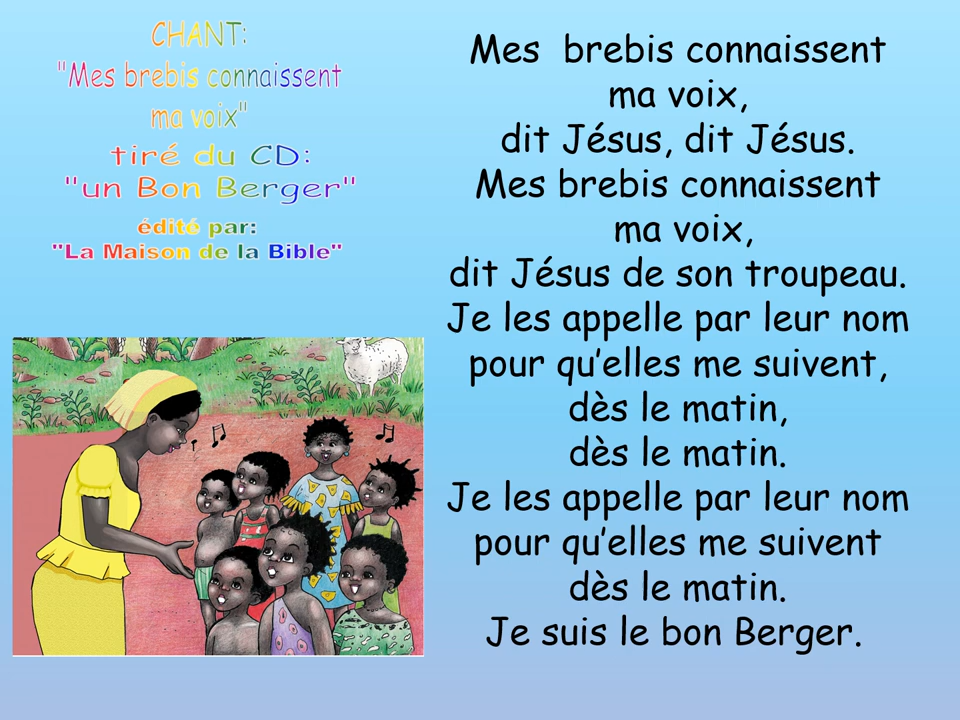 CHANT:
"Mes brebis connaissent
ma voix"
tiré du CD:
"un Bon Berger"
édité par:
"La Maison de la Bible"
Mes brebis connaissent
ma voix,
dit Jésus, dit Jésus.
Mes brebis connaissent
ma voix,
dit Jésus de son troupeau.
Je les appelle par leur nom
pour qu’elles me suivent,
dès le matin,
dès le matin.
Je les appelle par leur nom
pour qu’elles me suivent
dès le matin.
Je suis le bon Berger.